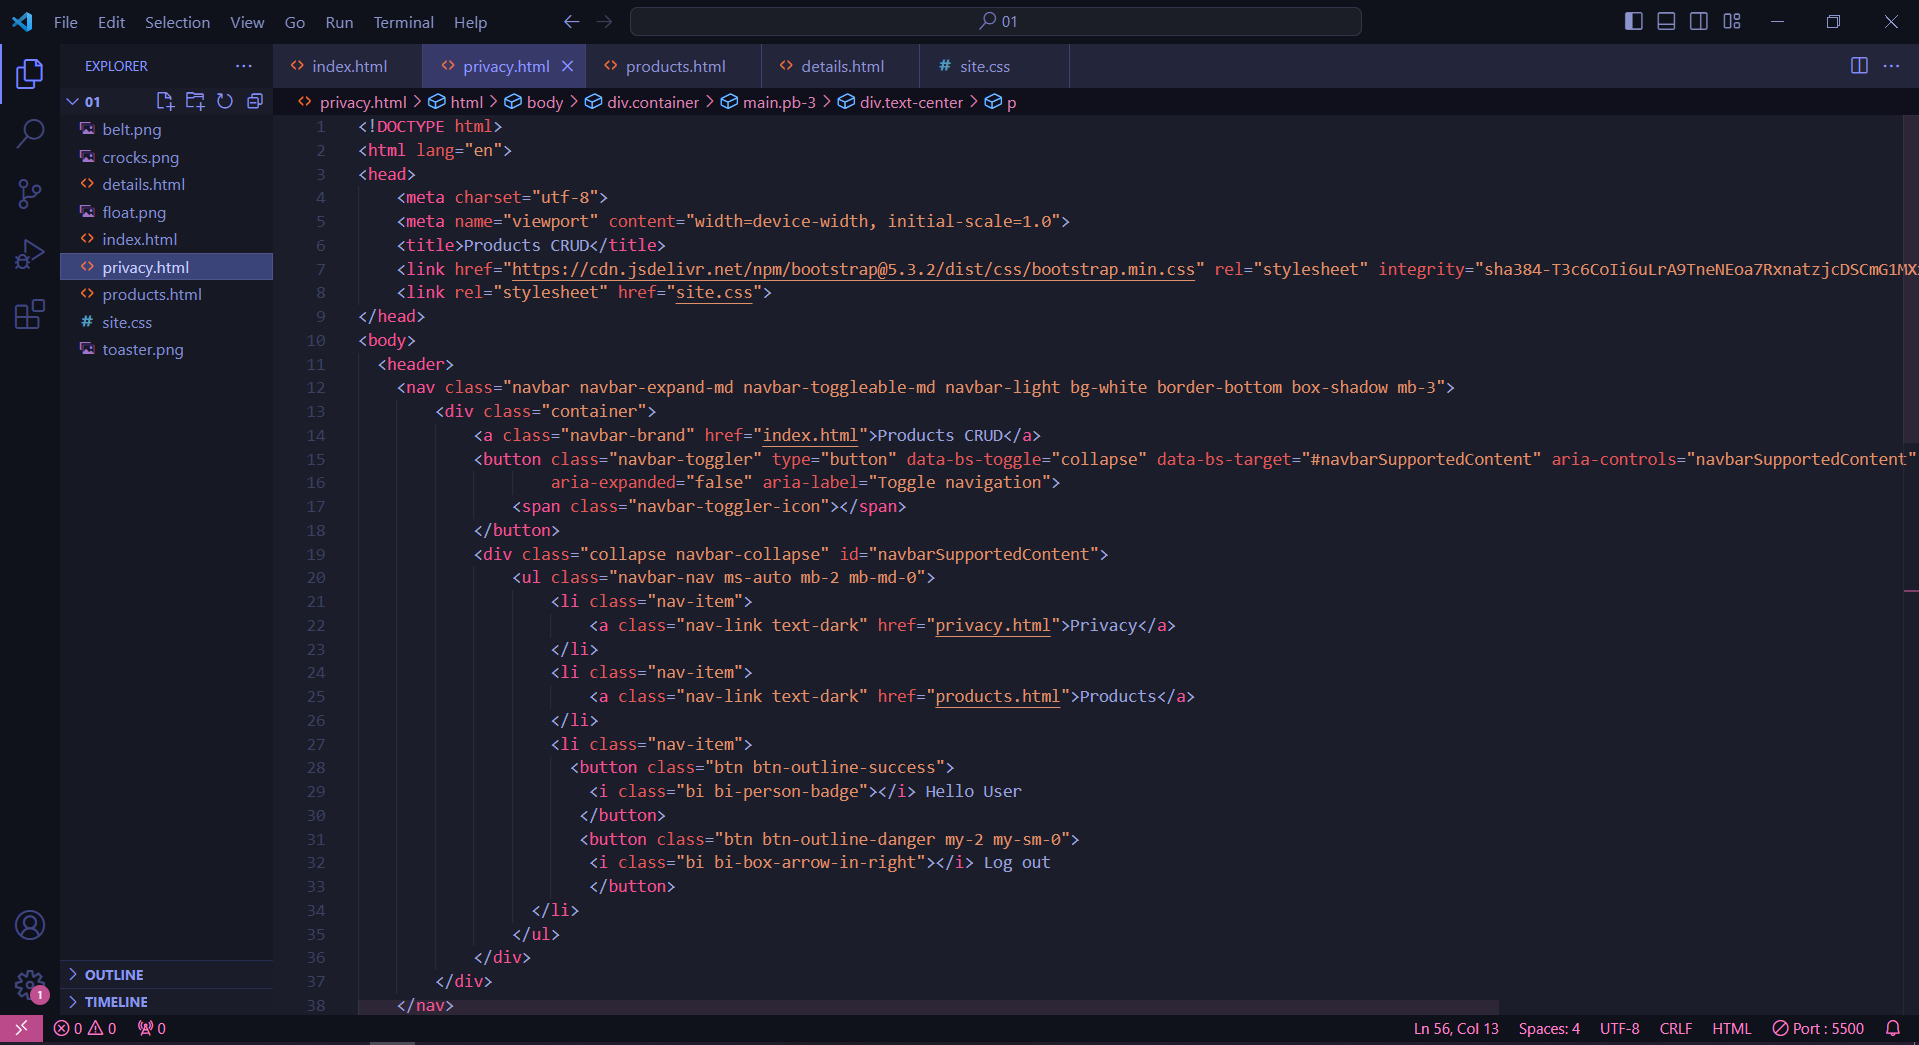 File Edit Selection View Go Run Terminal Help
01
EXPLORER
01
belt.png
crocks.png
details.html
float.png
index.html
privacy.html
products.html
# site.css
toaster.png
OUTLINE
TIMELINE
1
index.html privacy.html products.html details.html # site.css
privacy.html > html > body > div.container > main.pb-3 > div.text-center > p
1 <!DOCTYPE html>
2 <html lang="en">
3 <head>
4 <meta charset="utf-8">
5 <meta name="viewport" content="width=device-width, initial-scale=1.0">
6 <title>Products CRUD</title>
7 <link href="https://cdn.jsdelivr.net/npm/bootstrap@5.3.2/dist/css/bootstrap.min.css" rel="stylesheet" integrity="sha384-T3c6CoIi6uLrA9TneNEoa7RxnatzjcDSCmG1MX
8 <link rel="stylesheet" href="site.css">
9 </head>
10 <body>
11 <header>
12 <nav class="navbar navbar-expand-md navbar-toggleable-md navbar-light bg-white border-bottom box-shadow mb-3">
13 <div class="container">
14 <a class="navbar-brand" href="index.html">Products CRUD</a>
15 <button class="navbar-toggler" type="button" data-bs-toggle="collapse" data-bs-target="#navbarSupportedContent" aria-controls="navbarSupportedContent"
16 aria-expanded="false" aria-label="Toggle navigation">
17 <span class="navbar-toggler-icon"></span>
18 </button>
19 <div class="collapse navbar-collapse" id="navbarSupportedContent">
20 <ul class="navbar-nav ms-auto mb-2 mb-md-0">
21 <li class="nav-item">
22 <a class="nav-link text-dark" href="privacy.html">Privacy</a>
23 </li>
24 <li class="nav-item">
25 <a class="nav-link text-dark" href="products.html">Products</a>
26 </li>
27 <li class="nav-item">
28 <button class="btn btn-outline-success">
29 <i class="bi bi-person-badge"></i> Hello User
30 </button>
31 <button class="btn btn-outline-danger my-2 my-sm-0">
32 <i class="bi bi-box-arrow-in-right"></i> Log out
33 </button>
34 </li>
35 </ul>
36 </div>
37 </div>
38 </nav>
0 0 0
Ln 56, Col 13 Spaces: 4 UTF-8 CRLF HTML Port : 5500